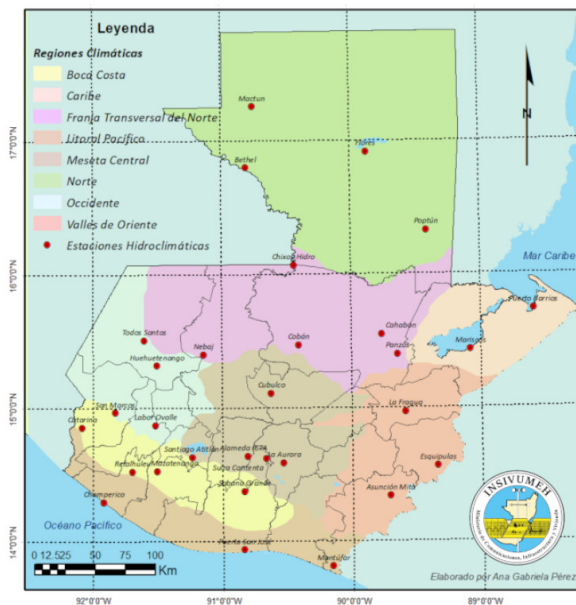 Leyenda
Regiones Climáticas
Boca Costa
Caribe
Franja Transversal del Norte
Litoral Pacífico
Meseta Central
Norte
Occidente
Valles de Oriente
Estaciones Hidroclimáticas
N
17°0'0"N
16°0'0"N
15°0'0"N
14°0'0"N
Mactun
Flores
Bethel
Poptún
Chixoy Hidro
Mar Caribe
Puerto Barrios
Todos Santos
Nebaj
Cobán
Cahabón
Panzós
Mariscos
Huehuetenango
Cubulco
San Marcos
La Fragua
Catarina
Labor Ovalle
Santiago Atitlán
Alameda ICTA
La Aurora
Esquipulas
Retalhuleu
Mazatenango
Suiza Contenta
Sabana Grande
Asunción Mita
Champerico
INSIVUMEH
Océano Pacífico
Puerto San José
Montúfar
0 12.5 25 50 75 100
Km
Elaborado por Ana Gabriela Pérez
92°0'0"W
91°0'0"W
90°0'0"W
89°0'0"W